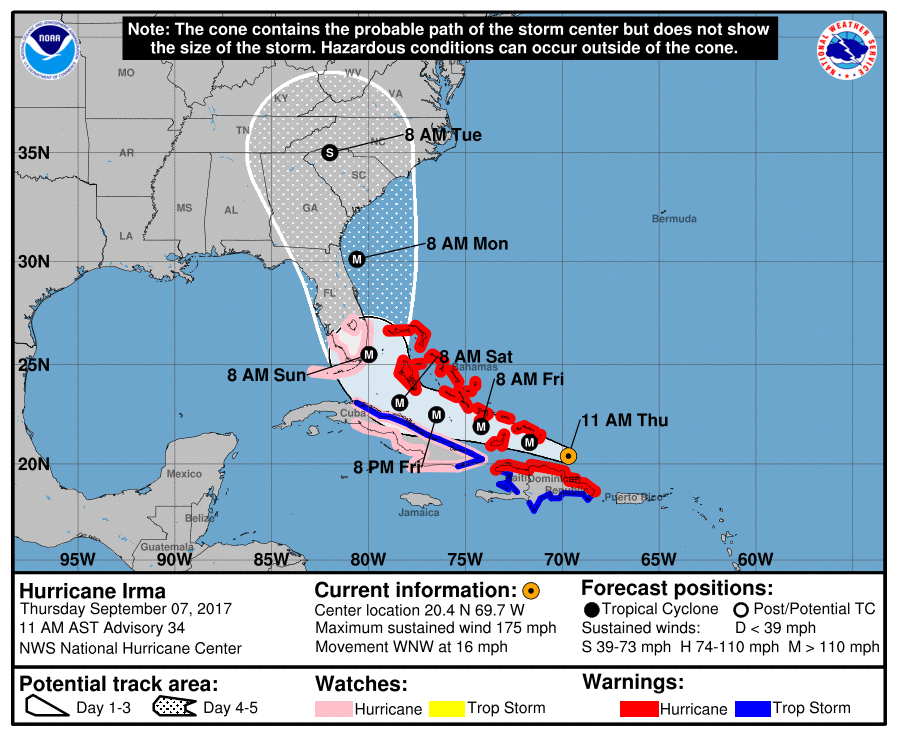 Note: The cone contains the probable path of the storm center but does not show
the size of the storm. Hazardous conditions can occur outside of the cone.
NOAA
NATIONAL WEATHER SERVICE
MO
WV
DE
KY
VA
TN
8 AM Tue
NC
35N
AR
S
SC
MS
AL
GA
Bermuda
LA
8 AM Mon
30N
M
FL
M
8 AM Sat
25N
8 AM Sun
Bahamas
8 AM Fri
M
Cuba
M
M
11 AM Thu
M
20N
8 PM Fri
Mexico
Haiti
Dominican
Republic
Puerto Rico
Jamaica
Belize
Guatemala
95W 90W 85W 80W 75W 70W 65W 60W
Hurricane Irma
Thursday September 07, 2017
11 AM AST Advisory 34
NWS National Hurricane Center
Current information:
Center location 20.4 N 69.7 W
Maximum sustained wind 175 mph
Movement WNW at 16 mph
Forecast positions:
Tropical Cyclone Post/Potential TC
Sustained winds: D < 39 mph
S 39-73 mph H 74-110 mph M > 110 mph
Potential track area:
Day 1-3 Day 4-5
Watches:
Hurricane Trop Storm
Warnings:
Hurricane Trop Storm